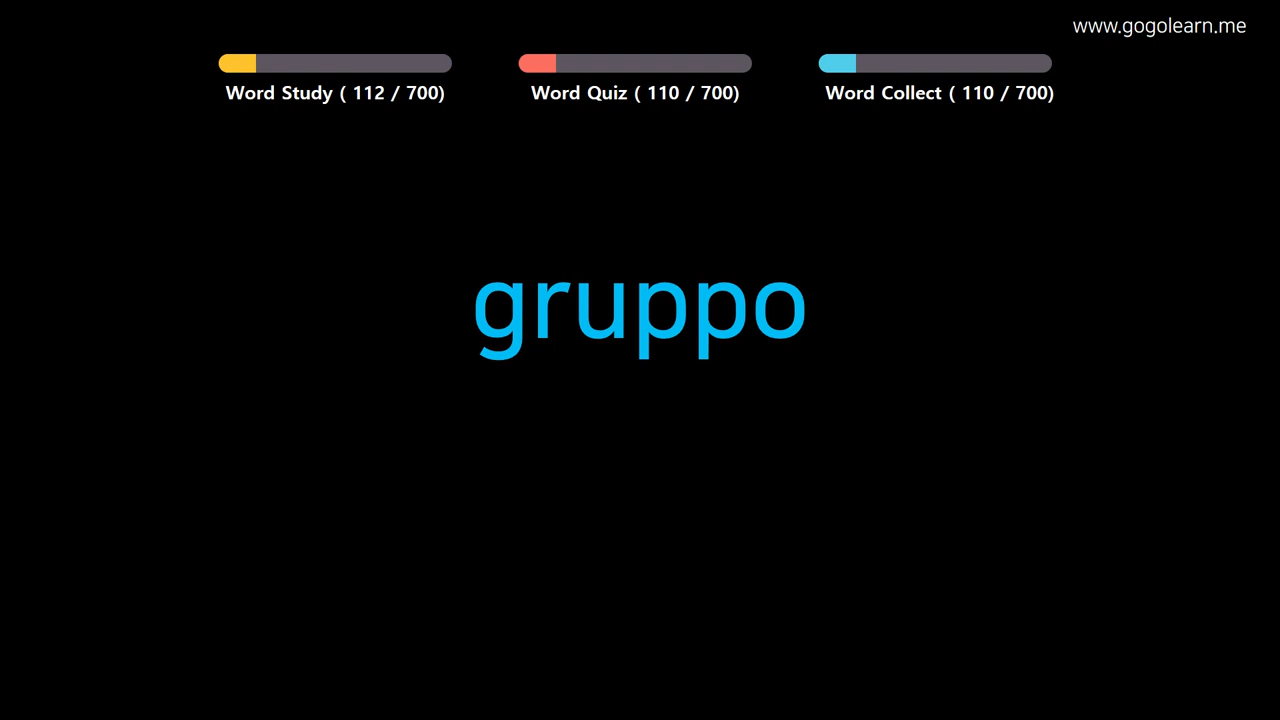 www.gogolearn.me
Word Study ( 112 / 700)
Word Quiz ( 110 / 700)
Word Collect ( 110 / 700)
gruppo